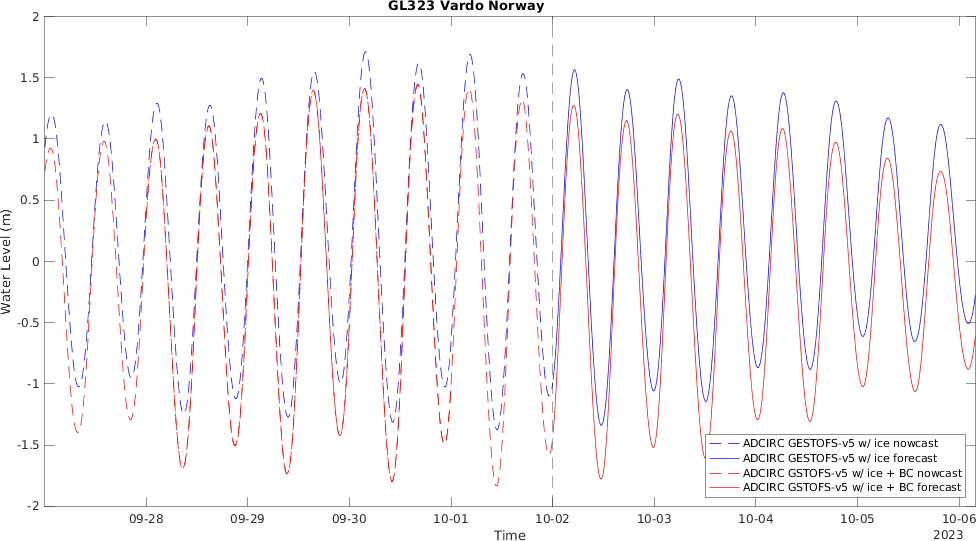 GL323 Vardo Norway
2
1.5
1
0.5
0
-0.5
-1
-1.5
-2
Water Level (m)
ADCIRC GESTOFS-v5 w/ ice nowcast
ADCIRC GESTOFS-v5 w/ ice forecast
ADCIRC GSTOFS-v5 w/ ice + BC nowcast
ADCIRC GSTOFS-v5 w/ ice + BC forecast
09-28 09-29 09-30 10-01 10-02 10-03 10-04 10-05 10-06
Time
2023